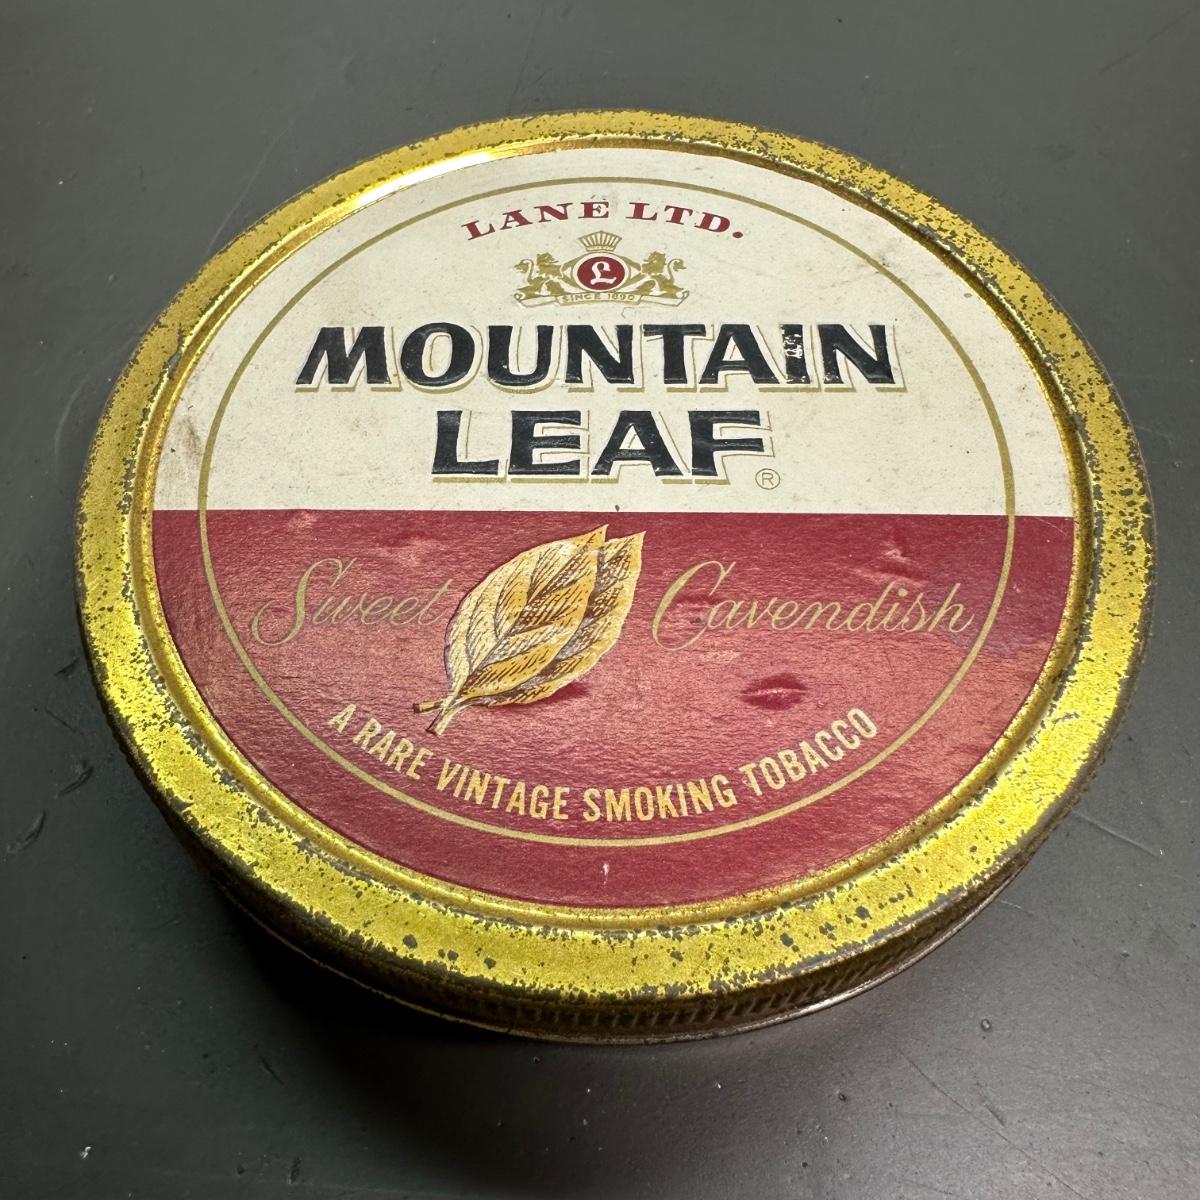 LANE LTD.
L
SINCE 1890
MOUNTAIN
LEAF®
Sweet Cavendish
A RARE VINTAGE SMOKING TOBACCO